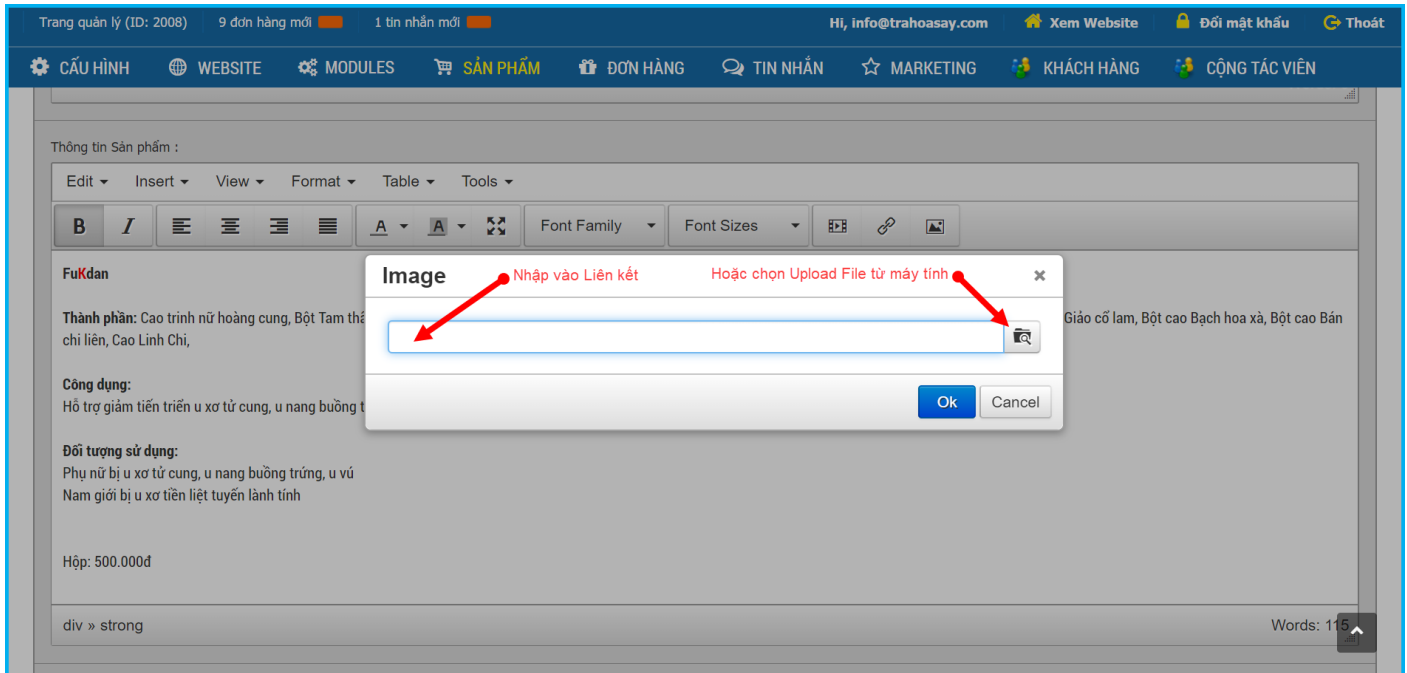 Trang quản lý (ID: 2008) 9 đơn hàng mới 1 tin nhắn mới Hi, info@trahoasay.com Xem Website Đổi mật khẩu Thoát
CẤU HÌNH WEBSITE MODULES SẢN PHẨM ĐƠN HÀNG TIN NHẮN MARKETING KHÁCH HÀNG CỘNG TÁC VIÊN
Thông tin Sản phẩm :
Edit Insert View Format Table Tools
B I A A Font Family Font Sizes
FuKdan
Image Nhập vào Liên kết Hoặc chọn Upload File từ máy tính ×
Thành phần: Cao trinh nữ hoàng cung, Bột Tam thấ Giảo cổ lam, Bột cao Bạch hoa xà, Bột cao Bán
chi liên, Cao Linh Chi,
Công dụng:
Hỗ trợ giảm tiến triển u xơ tử cung, u nang buồng t
Ok Cancel
Đối tượng sử dụng:
Phụ nữ bị u xơ tử cung, u nang buồng trứng, u vú
Nam giới bị u xơ tiền liệt tuyến lành tính
Hộp: 500.000đ
div » strong Words: 115